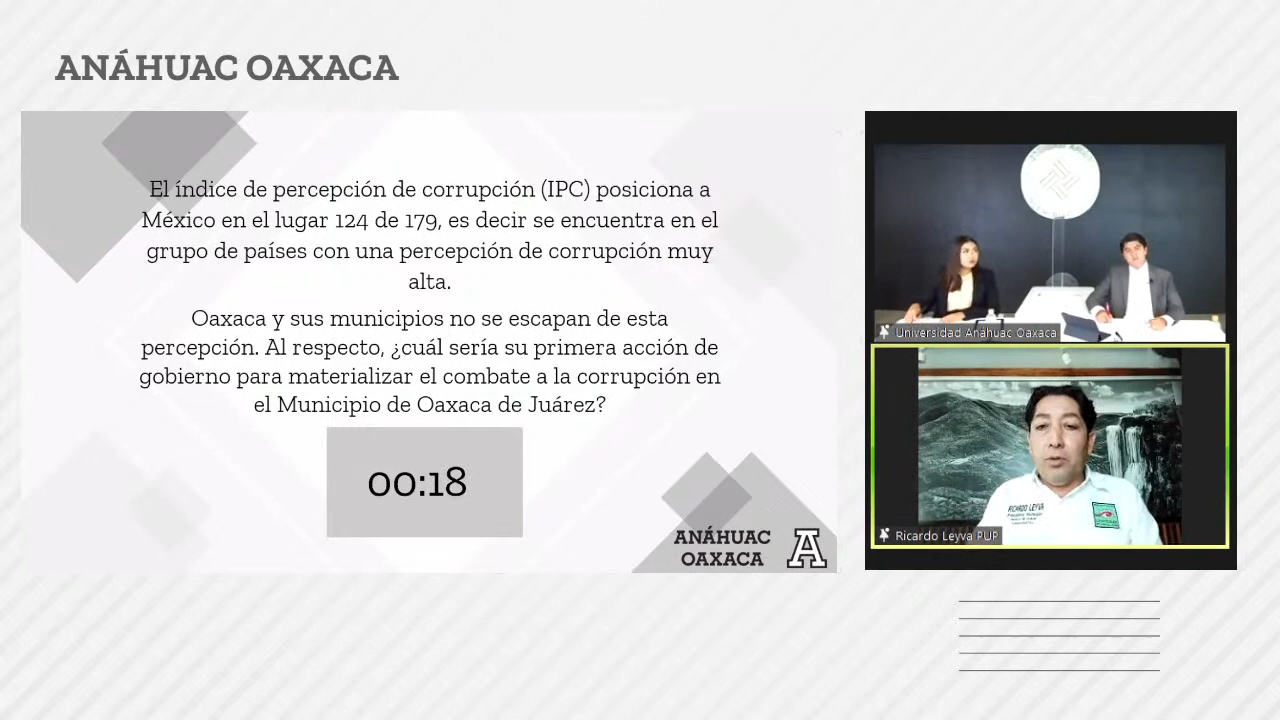 ANÁHUAC OAXACA
El índice de percepción de corrupción (IPC) posiciona a
México en el lugar 124 de 179, es decir se encuentra en el
grupo de países con una percepción de corrupción muy
alta.
Oaxaca y sus municipios no se escapan de esta
percepción. Al respecto, ¿cuál sería su primera acción de
gobierno para materializar el combate a la corrupción en
el Municipio de Oaxaca de Juárez?
00:18
ANÁHUAC
OAXACA
A
Universidad Anáhuac Oaxaca
RICARDO LEYVA
Ricardo Leyva PUP